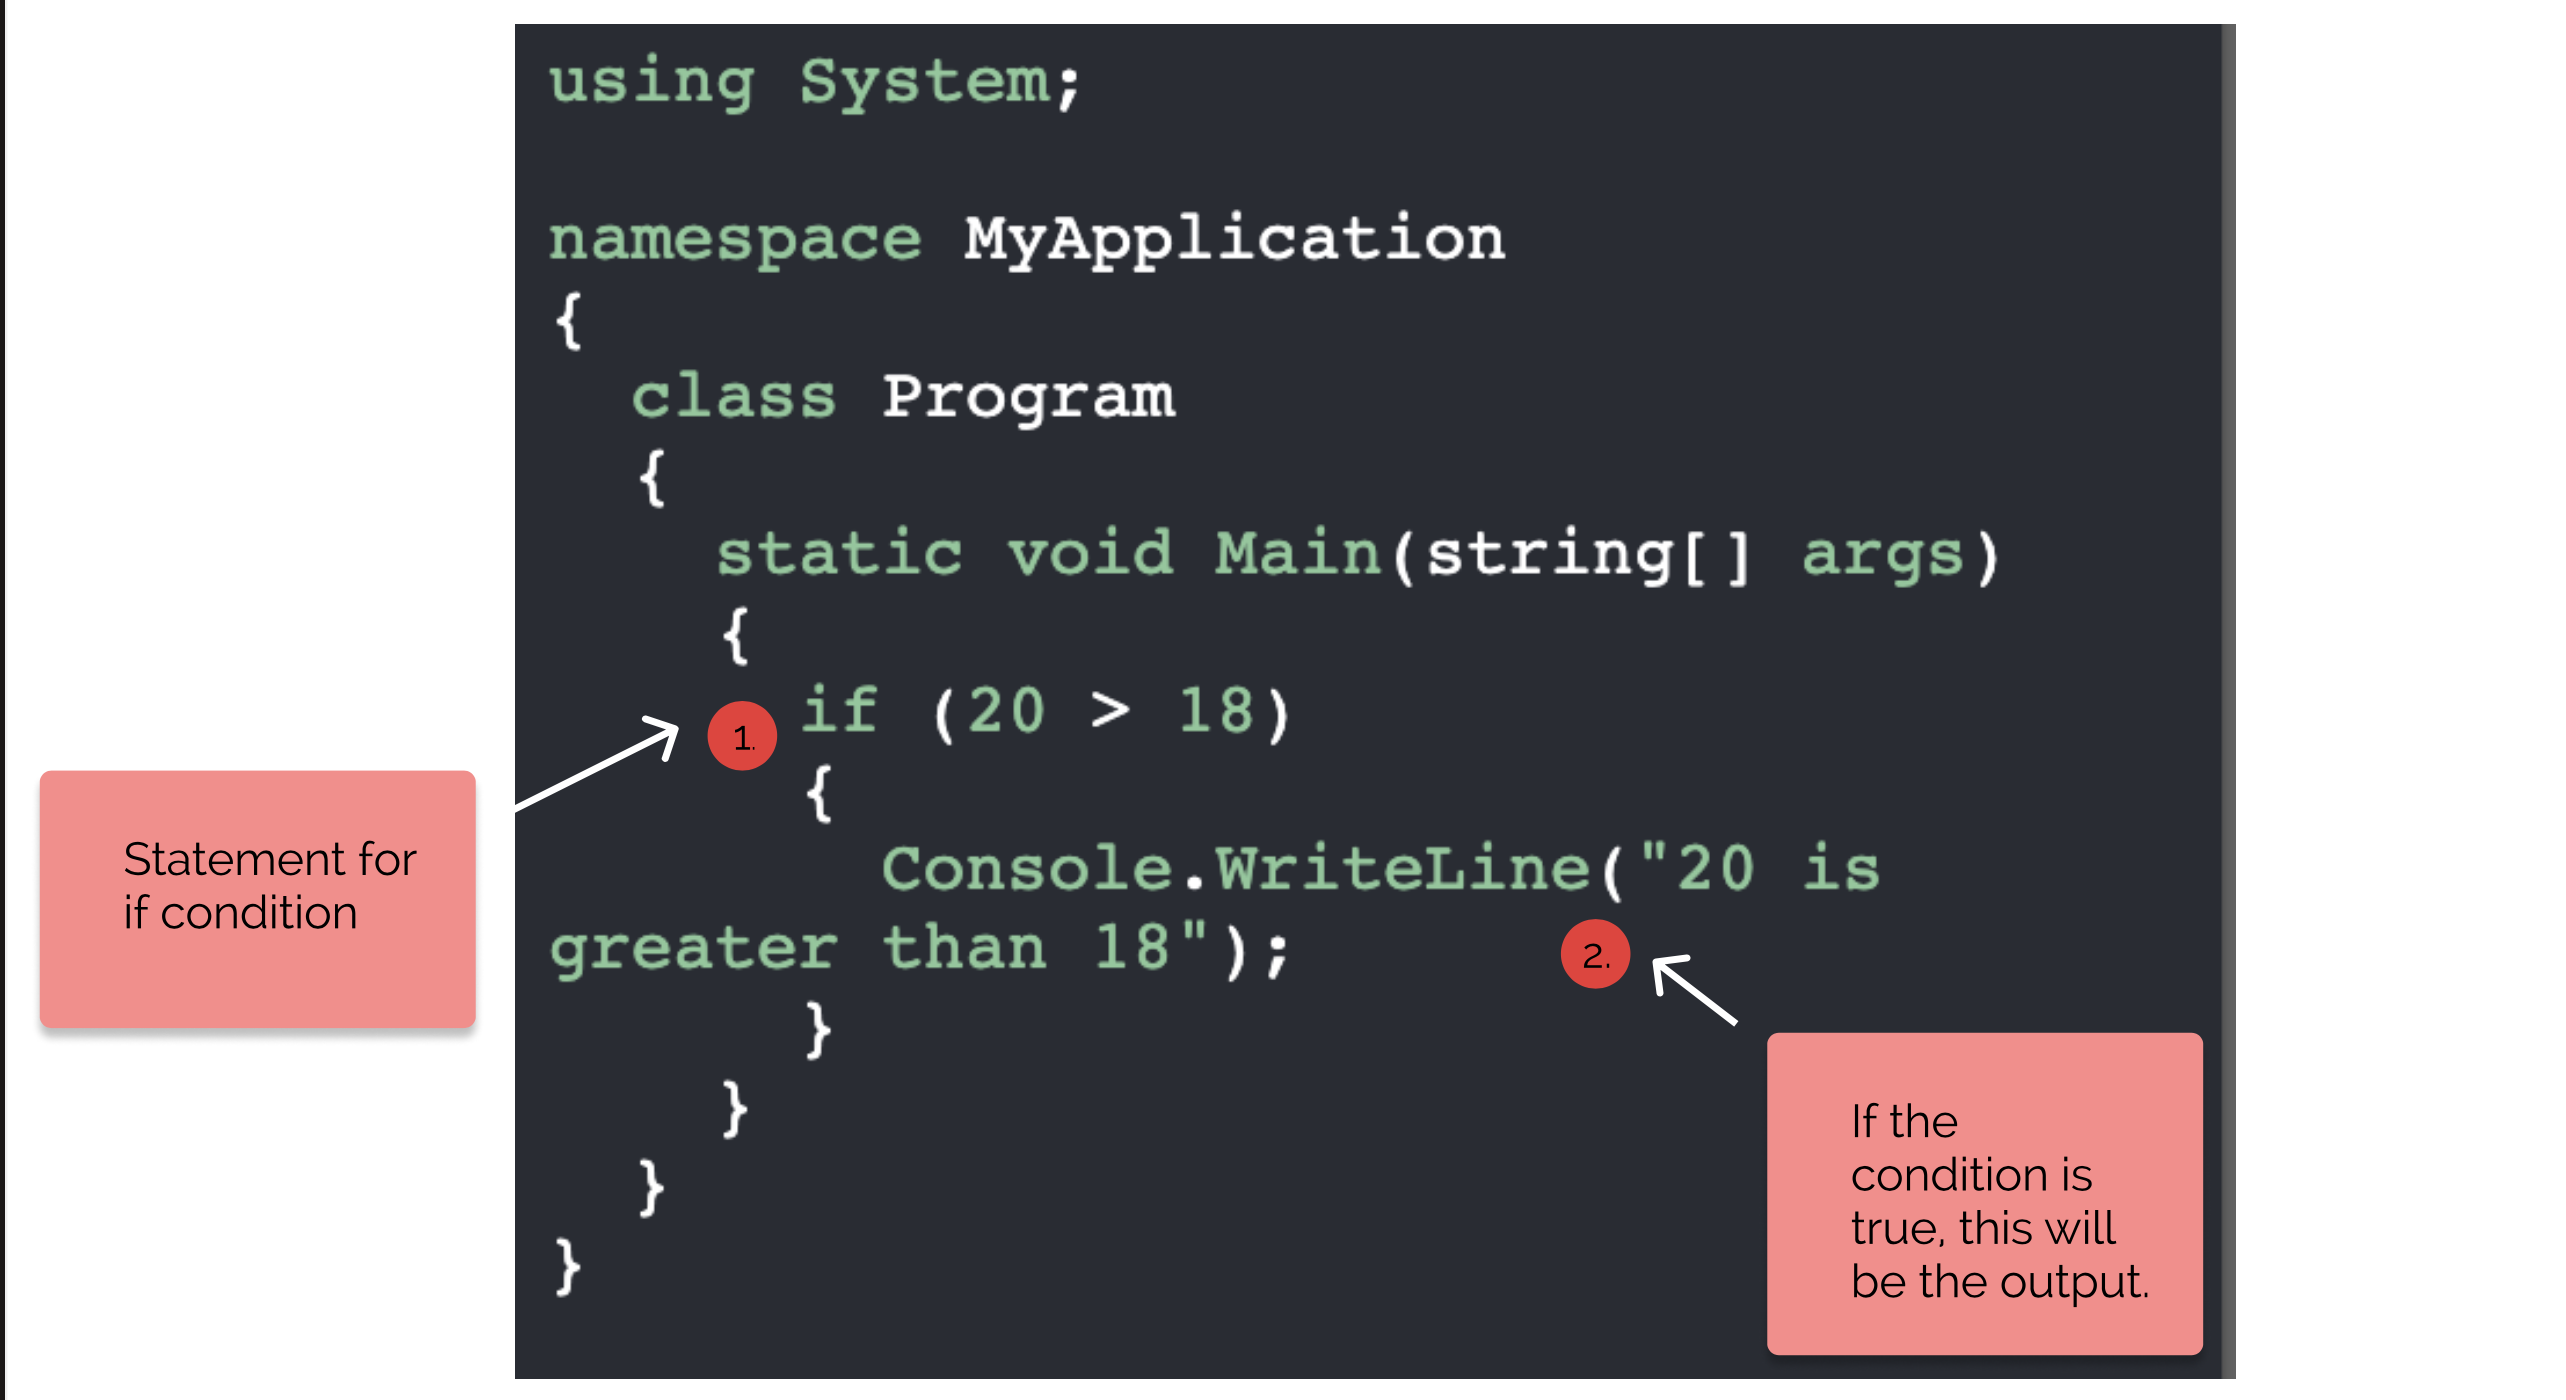 using System;
namespace MyApplication
{
class Program
{
static void Main(string[] args)
{
1.
if (20 > 18)
{
Statement for
if condition
Console.WriteLine("20 is
greater than 18");
2.
}
}
}
}
If the
condition is
true, this will
be the output.